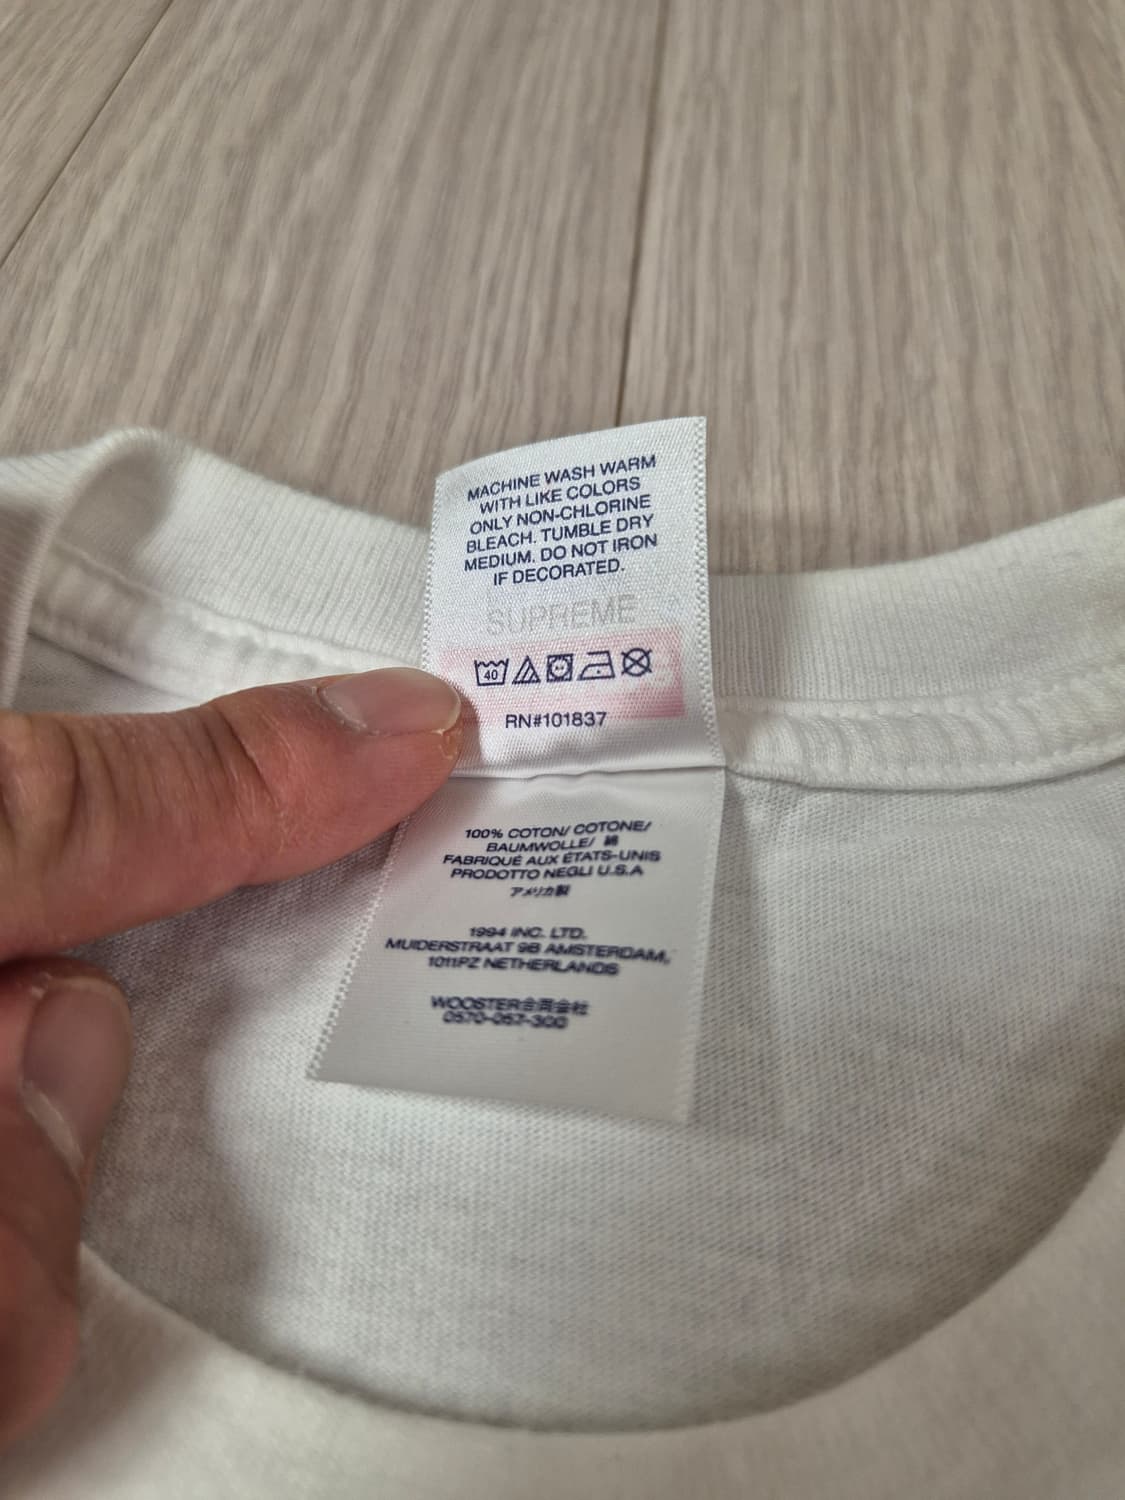 MACHINE WASH WARM
WITH LIKE COLORS
ONLY NON-CHLORINE
BLEACH. TUMBLE DRY
MEDIUM. DO NOT IRON
IF DECORATED.
SUPREME
40
RN#101837
100% COTON/ COTONE/
BAUMWOLLE/ 綿
FABRIQUÉ AUX ÉTATS-UNIS
PRODOTTO NEGLI U.S.A
アメリカ製
1994 INC. LTD.
MUIDERSTRAAT 9B AMSTERDAM,
1011PZ NETHERLANDS
WOOSTER合同会社
0570-057-300